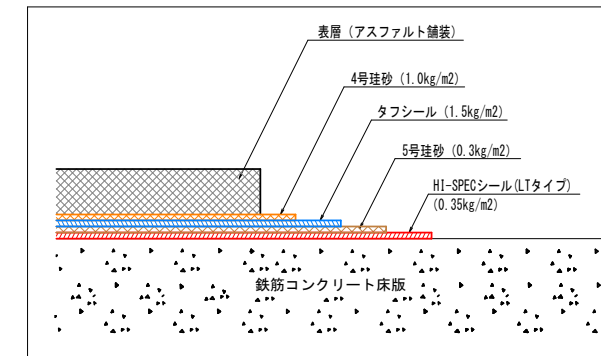 表層 (アスファルト舗装)
4号珪砂 (1.0kg/m2)
タフシール (1.5kg/m2)
5号珪砂 (0.3kg/m2)
HI-SPECシール(LTタイプ)
(0.35kg/m2)
鉄筋コンクリート床版